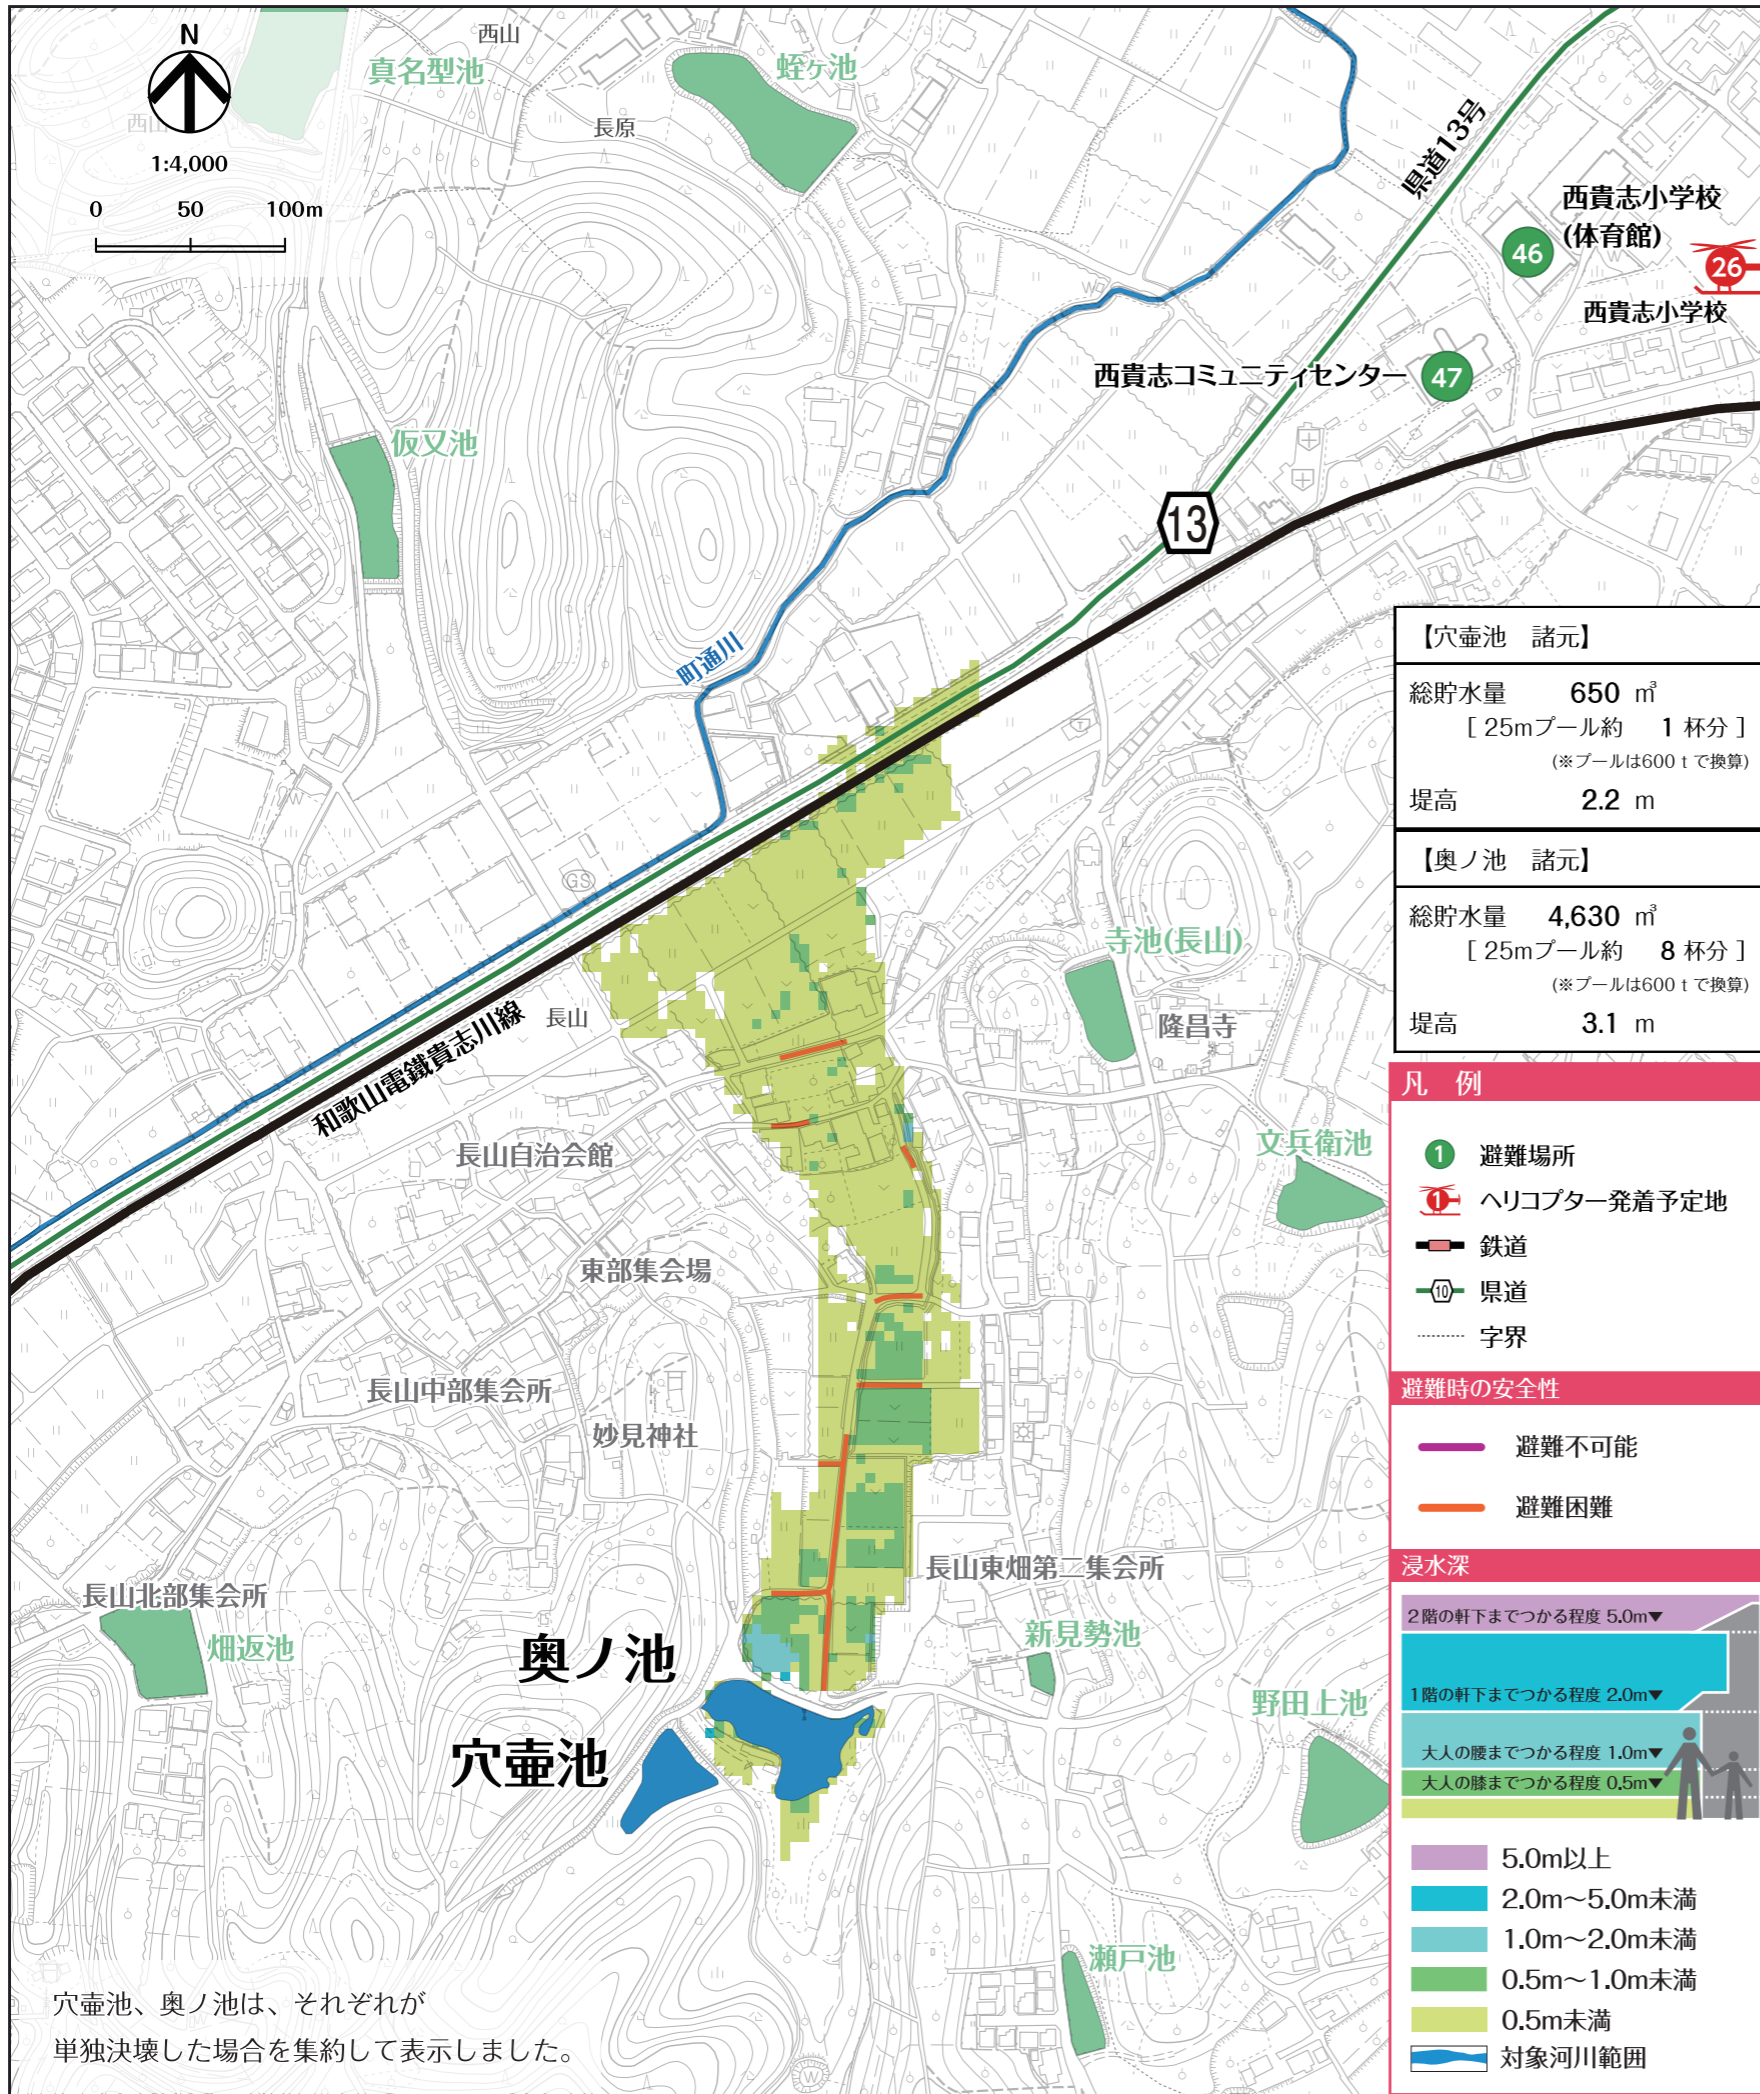 N
1:4,000
0 50 100m
西山
西山
真名型池
蛭ヶ池
長原
県道13号
西貴志小学校
(体育館)
46
26
西貴志小学校
西貴志コミュニティセンター
47
仮又池
13
町通川
W
W
GS
【穴壷池 諸元】
総貯水量 650 ㎥
[ 25mプール約 1 杯分 ]
(※プールは600 t で換算)
堤高 2.2 m
【奥ノ池 諸元】
総貯水量 4,630 ㎥
[ 25mプール約 8 杯分 ]
(※プールは600 t で換算)
堤高 3.1 m
寺池(長山)
隆昌寺
長山
和歌山電鐵貴志川線
長山自治会館
文兵衛池
東部集会場
長山中部集会所
妙見神社
長山東畑第二集会所
長山北部集会所
畑返池
奥ノ池
新見勢池
野田上池
穴壷池
瀬戸池
W
穴壷池、奥ノ池は、それぞれが
単独決壊した場合を集約して表示しました。
凡 例
1 避難場所
1 ヘリコプター発着予定地
鉄道
10 県道
字界
避難時の安全性
避難不可能
避難困難
浸水深
2階の軒下までつかる程度 5.0m▼
1階の軒下までつかる程度 2.0m▼
大人の腰までつかる程度 1.0m▼
大人の膝までつかる程度 0.5m▼
5.0m以上
2.0m〜5.0m未満
1.0m〜2.0m未満
0.5m〜1.0m未満
0.5m未満
対象河川範囲